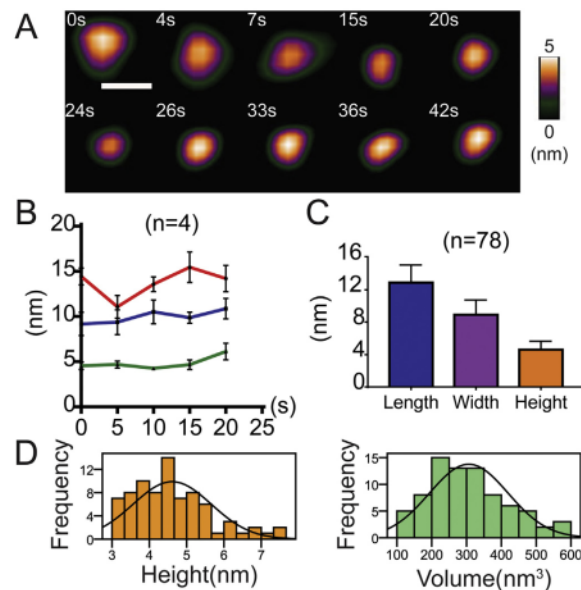 A
0s 4s 7s 15s 20s
24s 26s 33s 36s 42s
5
0
(nm)
B
(n=4)
20
15
10
5
0
(nm)
0 5 10 15 20 25
(s)
C
(n=78)
16
12
8
4
0
(nm)
Length Width Height
D
Frequency
12
8
4
0
3 4 5 6 7
Height(nm)
Frequency
15
10
5
0
100 200 300 400 500 600
Volume(nm³)